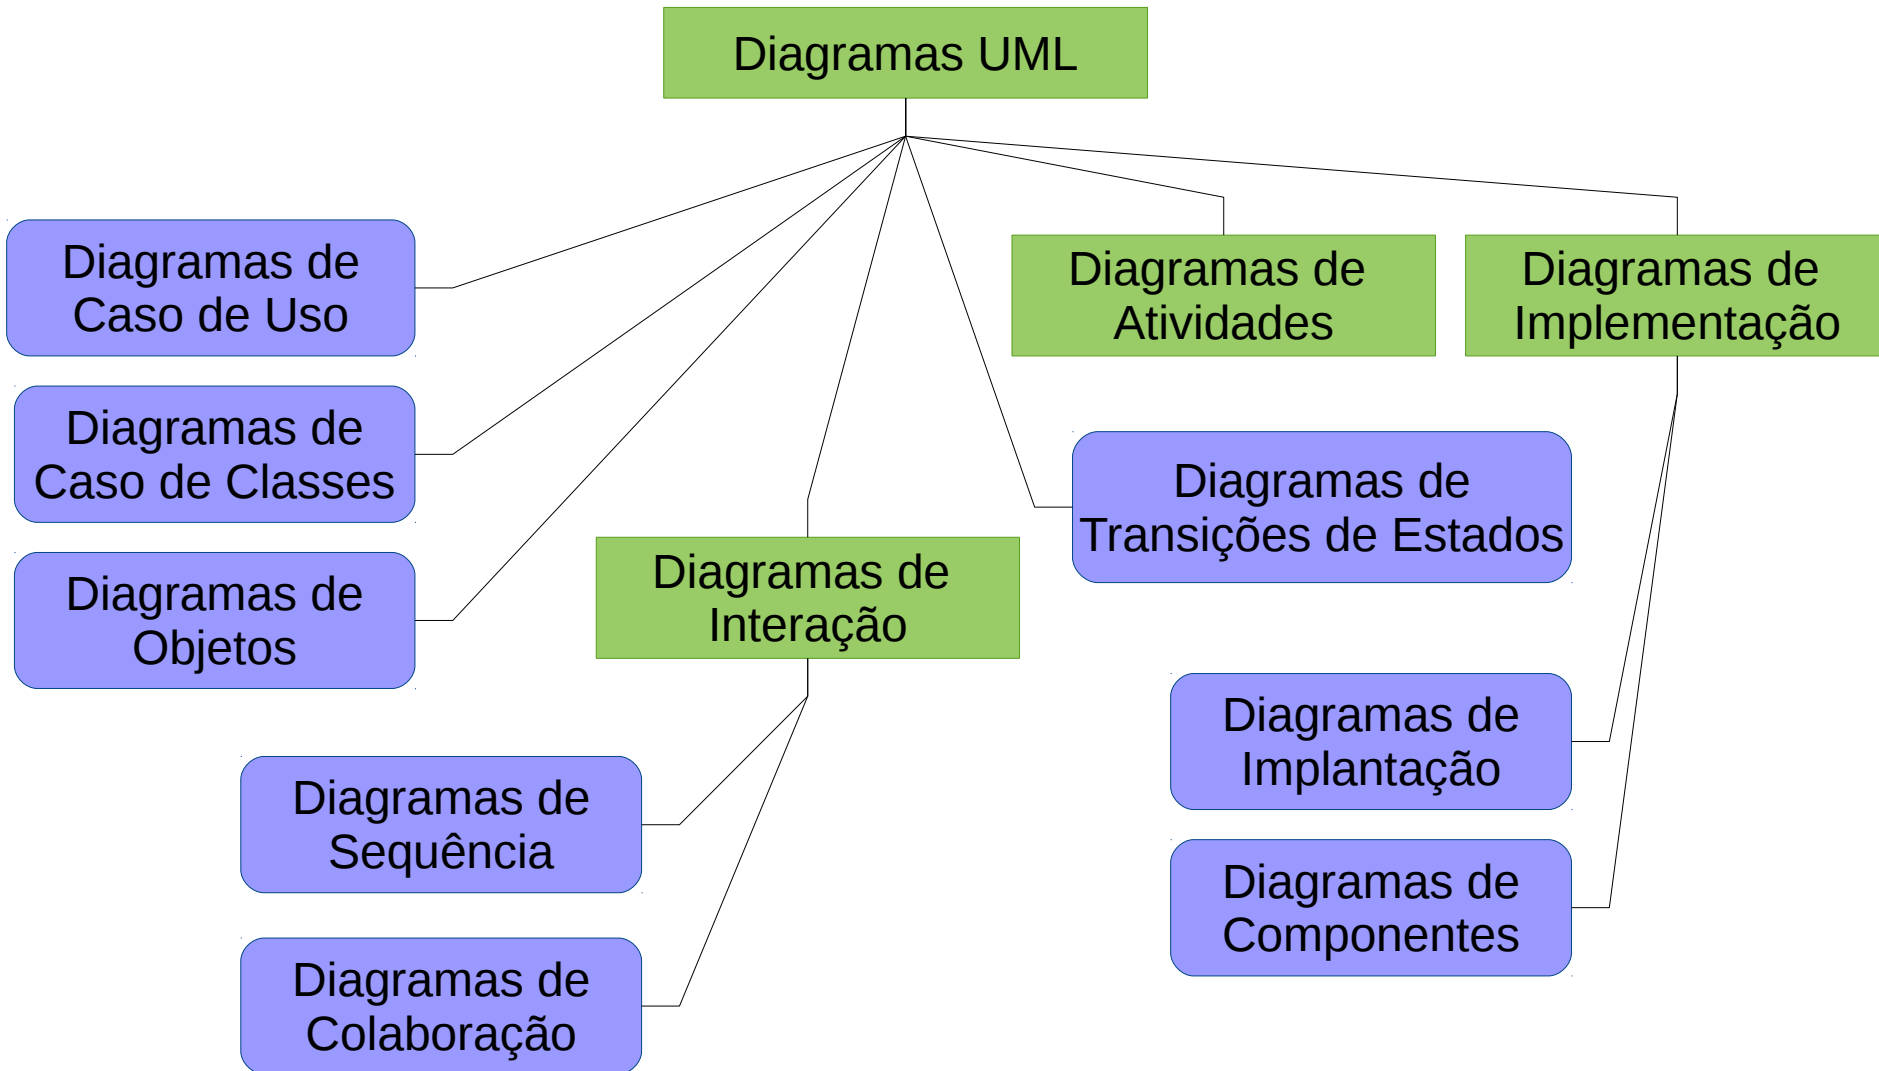 Diagramas UML
Diagramas de
Caso de Uso
Diagramas de
Atividades
Diagramas de
Implementação
Diagramas de
Caso de Classes
Diagramas de
Transições de Estados
Diagramas de
Objetos
Diagramas de
Interação
Diagramas de
Implantação
Diagramas de
Sequência
Diagramas de
Componentes
Diagramas de
Colaboração